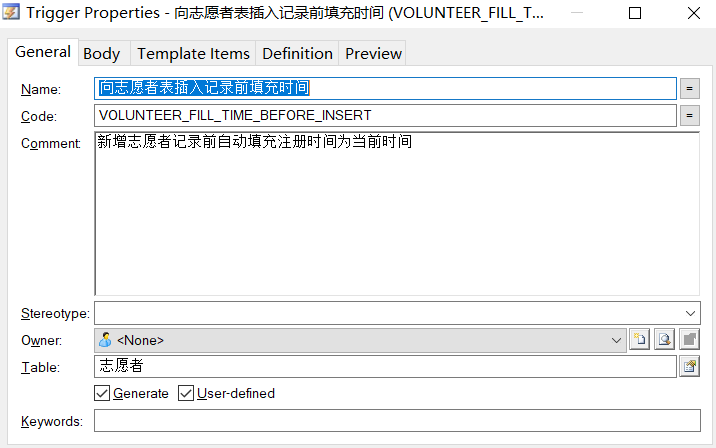 Trigger Properties - 向志愿者表插入记录前填充时间 (VOLUNTEER_FILL_T...
General Body Template Items Definition Preview
Name: 向志愿者表插入记录前填充时间 =
Code: VOLUNTEER_FILL_TIME_BEFORE_INSERT =
Comment: 新增志愿者记录前自动填充注册时间为当前时间
Stereotype:
Owner: <None>
Table: 志愿者
Generate User-defined
Keywords: